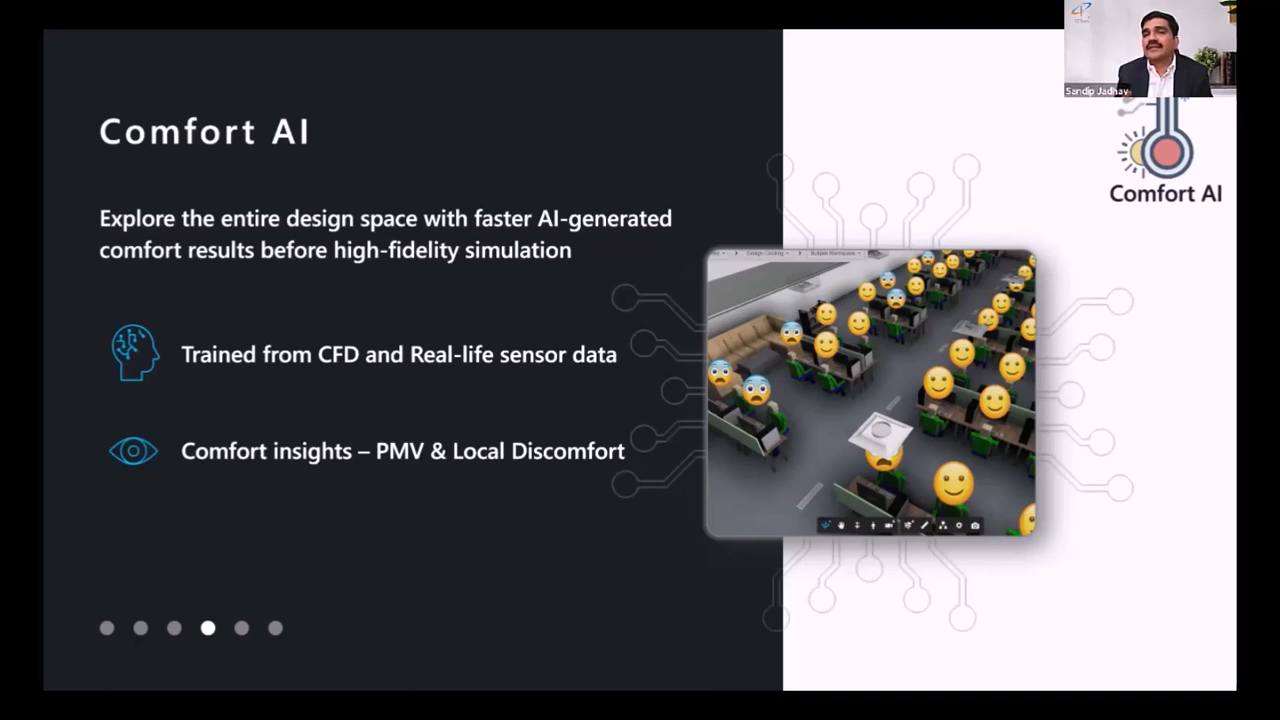 Sandip Jadhav
Comfort AI
Comfort AI
Explore the entire design space with faster AI-generated
comfort results before high-fidelity simulation
Trained from CFD and Real-life sensor data
Comfort insights – PMV & Local Discomfort